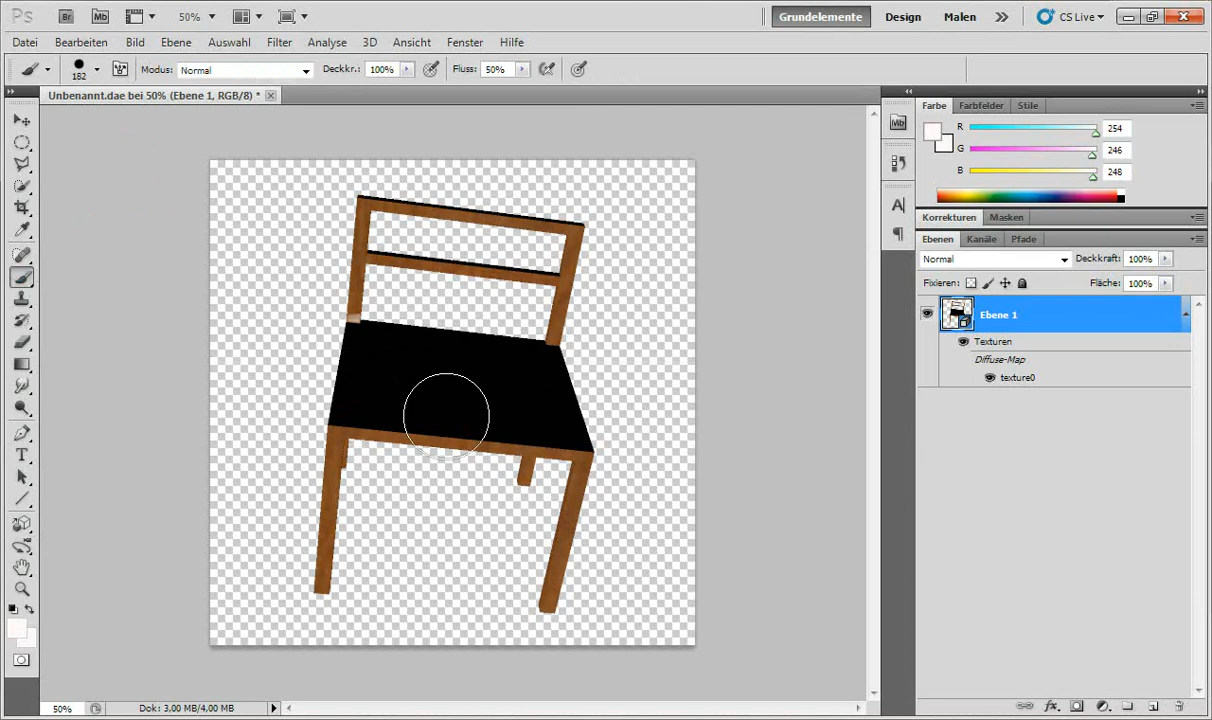 Ps Br Mb 50% Grundelemente Design Malen CS Live
Datei Bearbeiten Bild Ebene Auswahl Filter Analyse 3D Ansicht Fenster Hilfe
182 Modus: Normal Deckkr.: 100% Fluss: 50%
Unbenannt.dae bei 50% (Ebene 1, RGB/8) *
Mb
A
Farbe Farbfelder Stile
R 254
G 246
B 248
Korrekturen Masken
Ebenen Kanäle Pfade
Normal Deckkraft: 100%
Fixieren: Fläche: 100%
Ebene 1
Texturen
Diffuse-Map
texture0
T
50% Dok: 3,00 MB/4,00 MB
fx